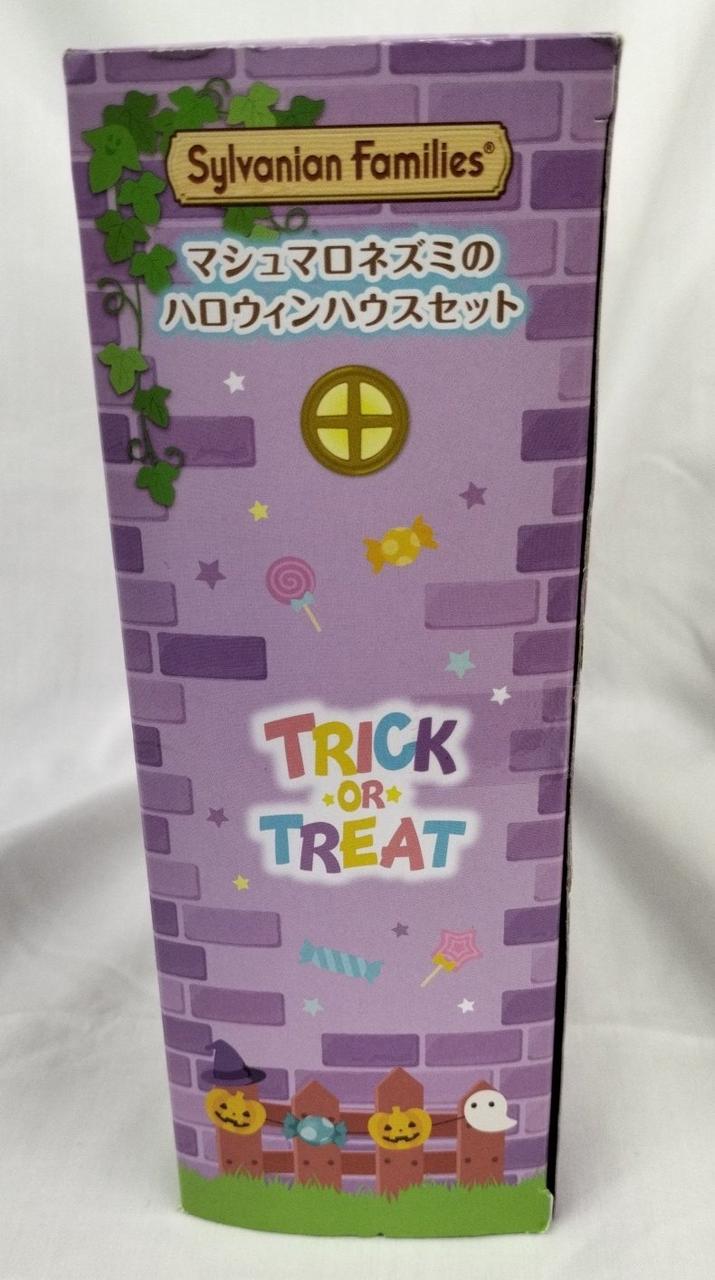 Sylvanian Families®
マシュマロネズミの
ハロウィンハウスセット
TRICK
OR
TREAT